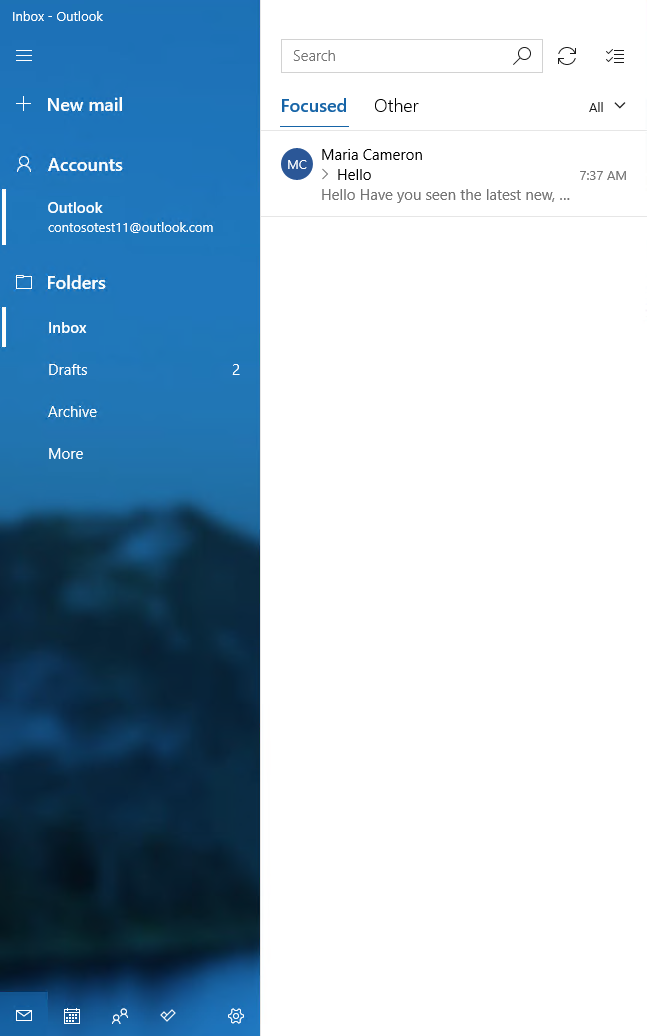 Inbox - Outlook
New mail
Accounts
Outlook
contosotest11@outlook.com
Folders
Inbox
Drafts 2
Archive
More
Search
Focused Other All
MC
Maria Cameron
Hello 7:37 AM
Hello Have you seen the latest new, ...